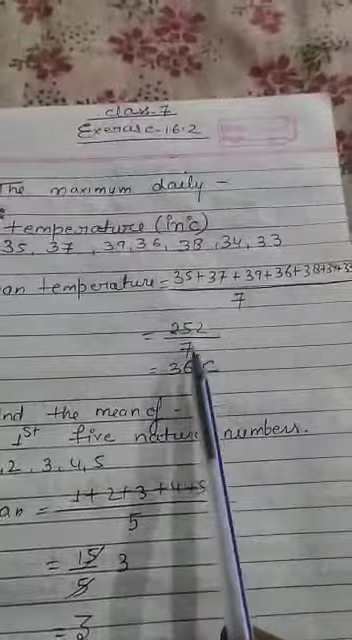 Class-7
Exercise-16.2
The maximum daily -
temperature (in°c)
35, 37, 39, 36, 38, 34, 33
an temperature = 35+37+39+36+38+34+33
7
= 252
7
= 36°C
nd the mean of -
1st five natural numbers.
, 2, 3, 4, 5
an = 1+2+3+4+5
5
= 15 3
5
= 3